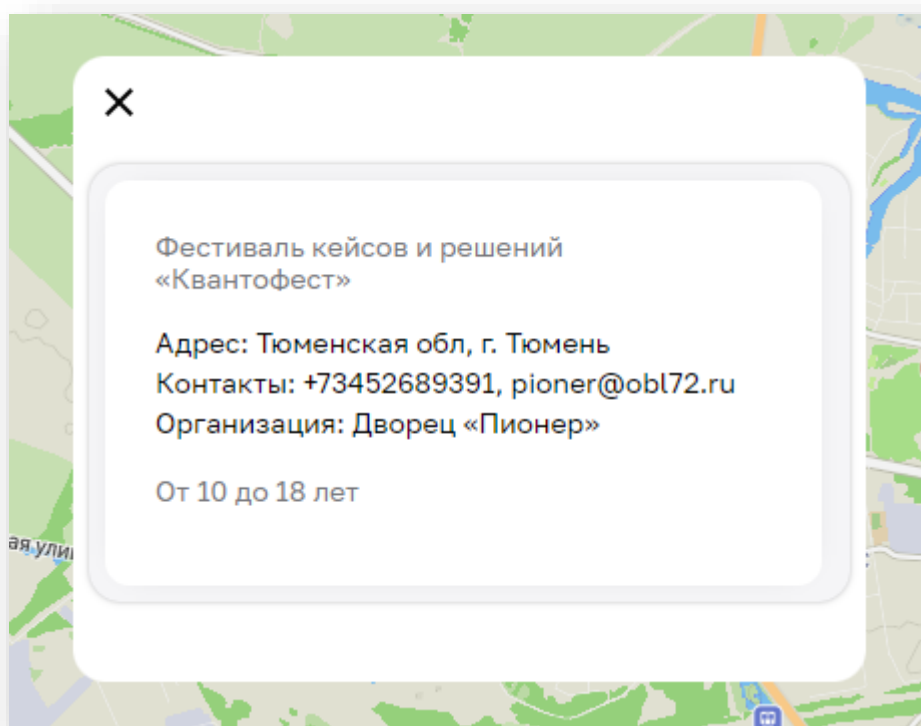 Фестиваль кейсов и решений
«Квантофест»
Адрес: Тюменская обл, г. Тюмень
Контакты: +73452689391, pioner@obl72.ru
Организация: Дворец «Пионер»
От 10 до 18 лет